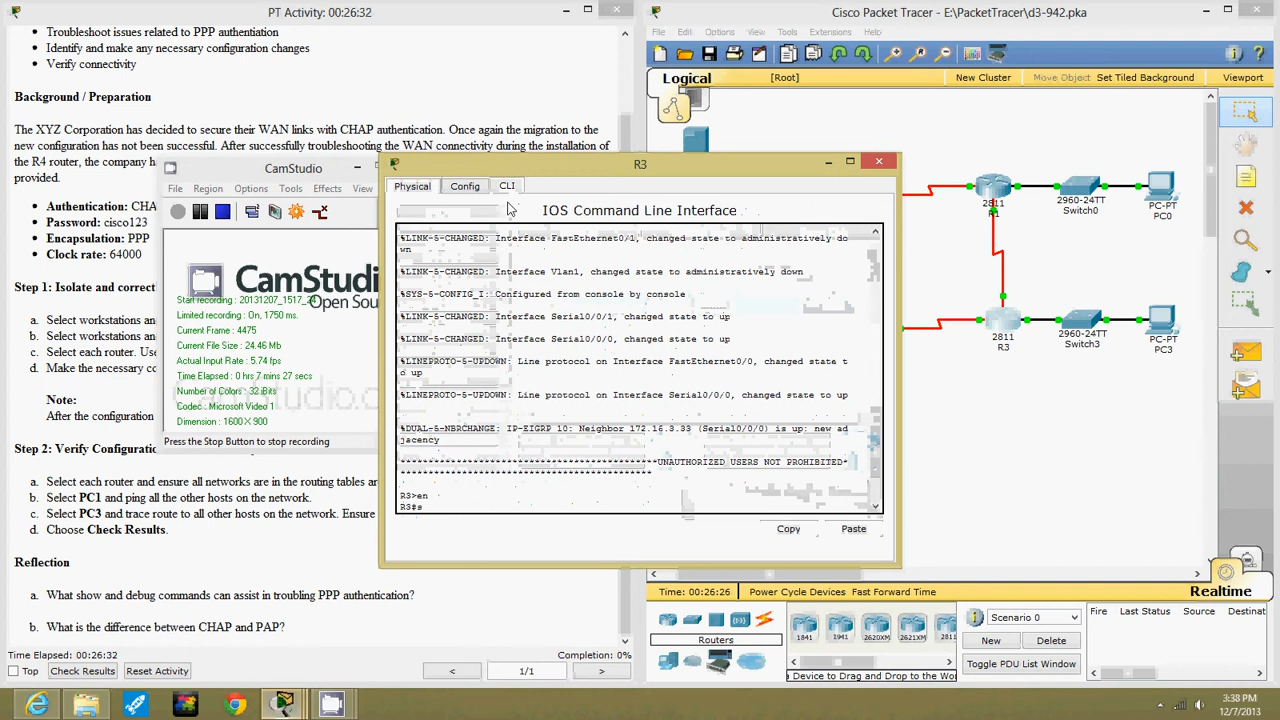 PT Activity: 00:26:32
Troubleshoot issues related to PPP authentication
Identify and make any necessary configuration changes
Verify connectivity
Background / Preparation
The XYZ Corporation has decided to secure their WAN links with CHAP authentication. Once again the migration to the
new configuration has not been successful. After successfully troubleshooting the WAN connectivity during the installation of
the R4 router, the company ha
provided.
Authentication: CHA
Password: cisco123
Encapsulation: PPP
Clock rate: 64000
Step 1: Isolate and correct
a. Select workstations an
b. Select workstations an
c. Select each router. Use
d. Make the necessary co
Note:
After the configuration
Step 2: Verify Configura
a. Select each router and ensure all networks are in the routing tables ar
b. Select PC1 and ping all the other hosts on the network.
c. Select PC3 and trace route to all other hosts on the network. Ensure
d. Choose Check Results.
Reflection
a. What show and debug commands can assist in troubling PPP authentication?
b. What is the difference between CHAP and PAP?
Time Elapsed: 00:26:32
Completion: 0%
Top
Check Results
Reset Activity
<
1/1
>
CamStudio
File Region Options Tools Effects View
CamStudio
Open Sou
Start recording : 20131207_1517_24
Limited recording : On, 1750 ms
Current Frame : 4475
Current File Size : 24.46 Mb
Actual Input Rate : 5.74 fps
Time Elapsed : 0 hrs 7 mins 27 secs
Number of Colors : 32 Bits
Codec : Microsoft Video 1
Dimension : 1600 X 900
Press the Stop Button to stop recording
R3
Physical Config CLI
IOS Command Line Interface
%LINK-5-CHANGED: Interface FastEthernet0/1, changed state to administratively do
wn
%LINK-5-CHANGED: Interface Vlan1, changed state to administratively down
%SYS-5-CONFIG_I: Configured from console by console
%LINK-5-CHANGED: Interface Serial0/0/1, changed state to up
%LINK-5-CHANGED: Interface Serial0/0/0, changed state to up
%LINEPROTO-5-UPDOWN: Line protocol on Interface FastEthernet0/0, changed state t
o up
%LINEPROTO-5-UPDOWN: Line protocol on Interface Serial0/0/0, changed state to up
%DUAL-5-NBRCHANGE: IP-EIGRP 10: Neighbor 172.16.3.33 (Serial0/0/0) is up: new ad
jacency
UNAUTHORIZED USERS NOT PROHIBITED*
R3>en
R3#s
Copy Paste
Cisco Packet Tracer - E:\PacketTracer\d3-942.pka
File Edit Options View Tools Extensions Help
Logical [Root] New Cluster Move Object Set Tiled Background Viewport
2811
R1
2960-24TT
Switch0
PC-PT
PC0
2811
R3
2960-24TT
Switch3
PC-PT
PC3
Time: 00:26:26 Power Cycle Devices Fast Forward Time
Realtime
Routers
1841 1941 2620XM 2621XM 2811
Device to Drag and Drop to the Wo
Scenario 0
New Delete
Toggle PDU List Window
Fire Last Status Source Destinat
3:38 PM
12/7/2013